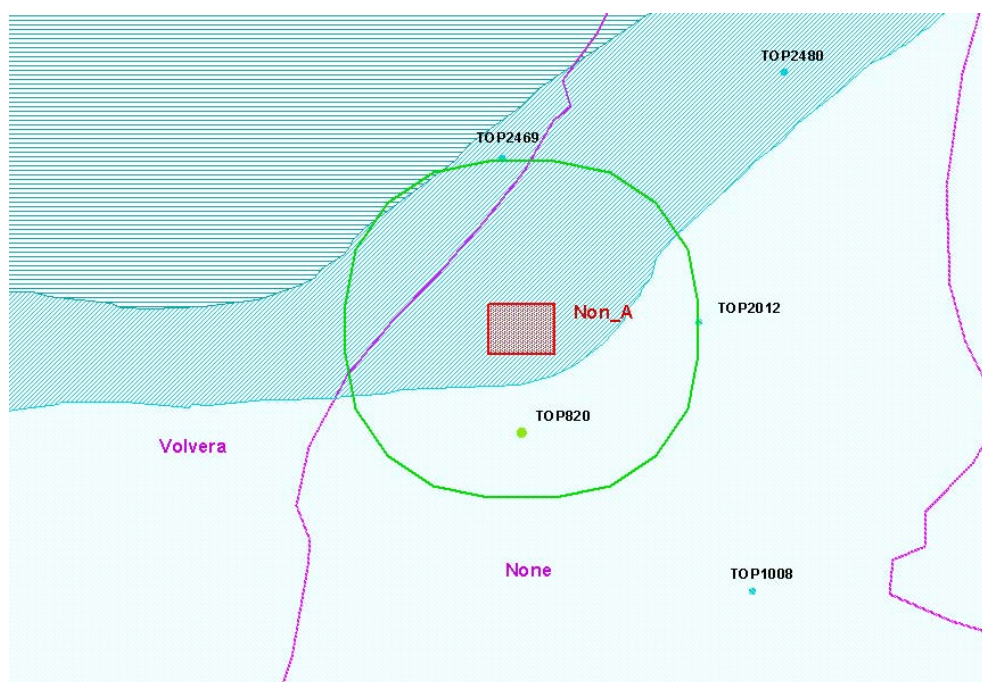 TOP2480
TOP2469
Non_A
TOP2012
TOP820
Volvera
None
TOP1008